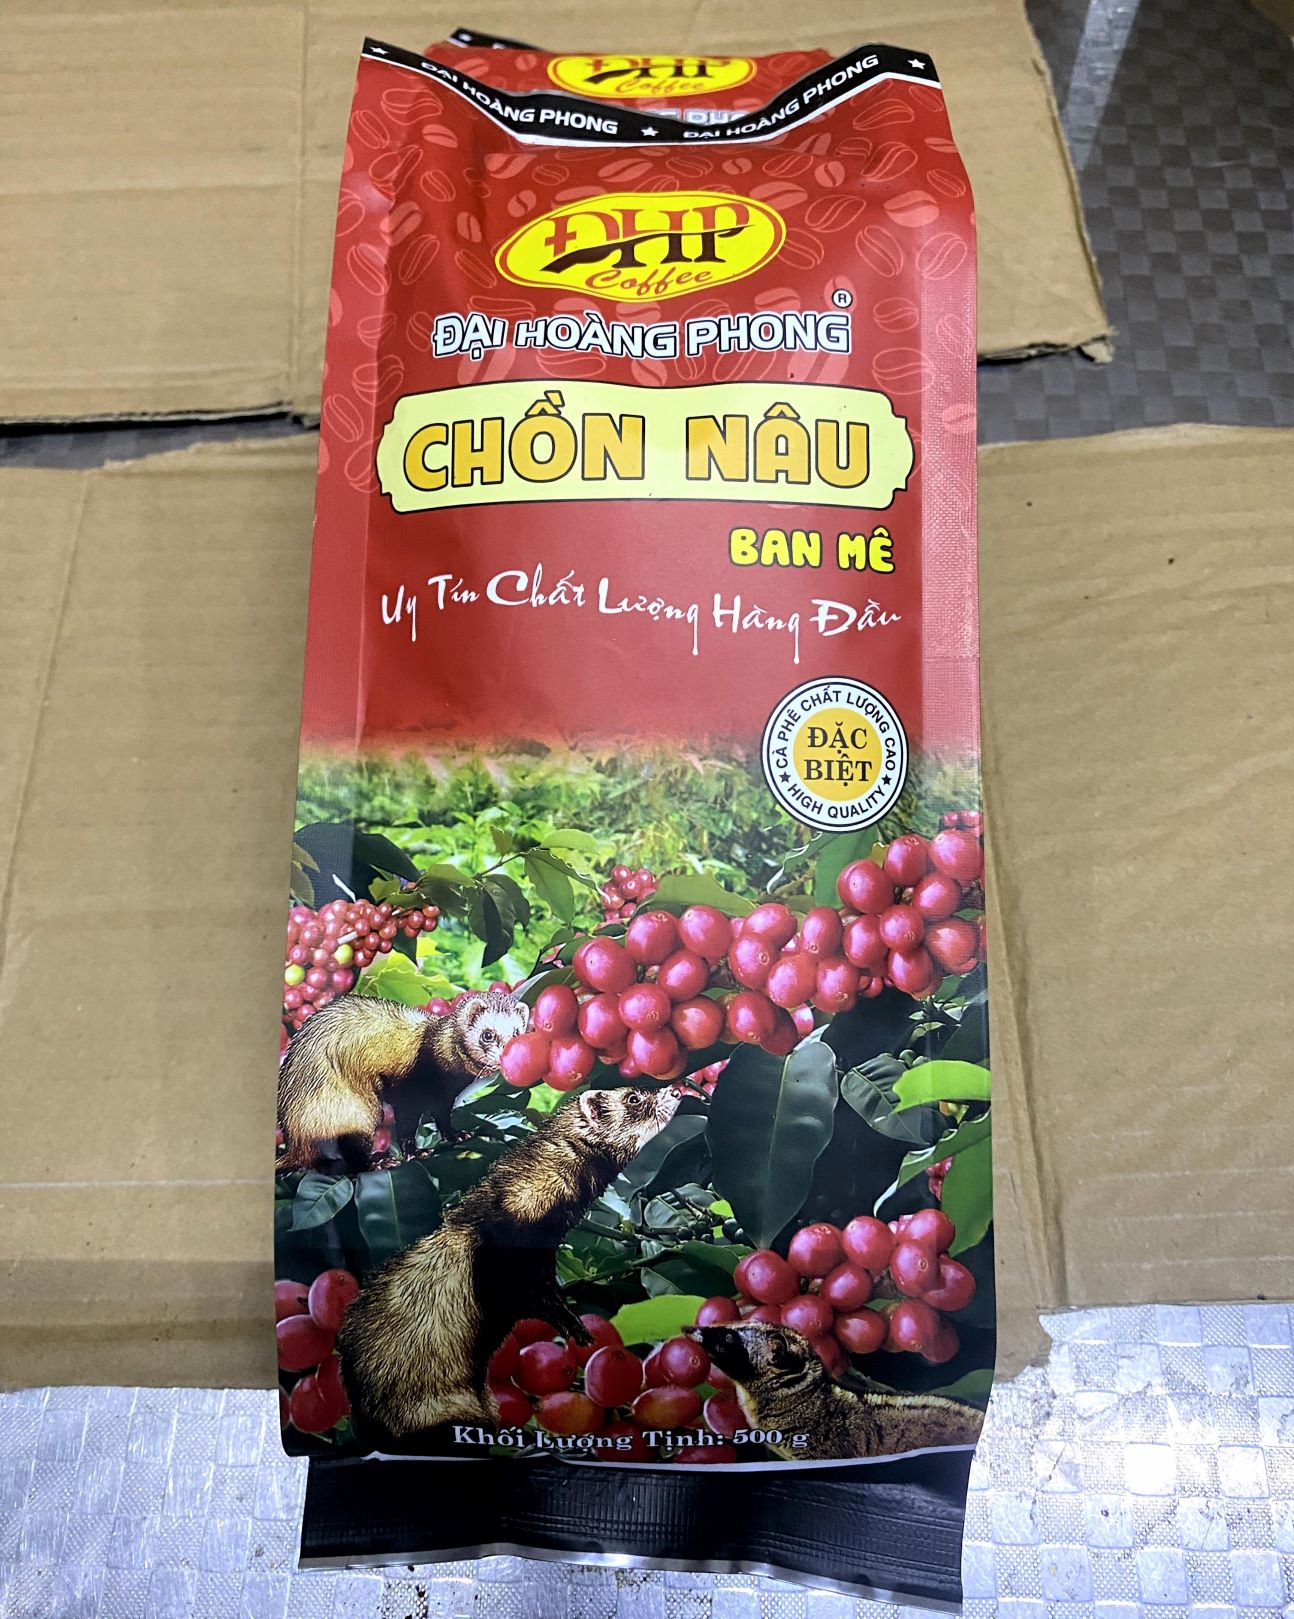 ĐHP
Coffee
ĐẠI HOÀNG PHONG ★ ĐẠI HOÀNG PHONG ★
ĐHP
Coffee
ĐẠI HOÀNG PHONG®
CHỒN NÂU
BAN MÊ
Uy Tín Chất Lượng Hàng Đầu
CÀ PHÊ CHẤT LƯỢNG CAO
ĐẶC
BIỆT
★ HIGH QUALITY ★
Khối Lượng Tịnh: 500 g